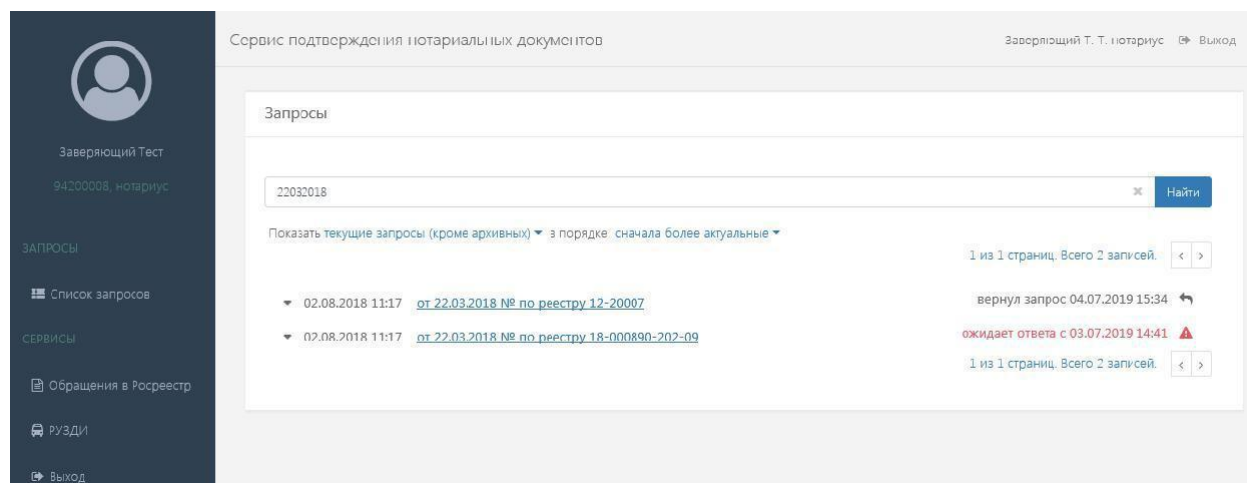 Сервис подтверждения нотариальных документов
Заверяющий Т. Т. нотариус Выход
Заверяющий Тест
94200008, нотариус
ЗАПРОСЫ
Список запросов
СЕРВИСЫ
Обращения в Росреестр
РУЗДИ
Выход
Запросы
22032018
Найти
Показать текущие запросы (кроме архивных) в порядке: сначала более актуальные
1 из 1 страниц. Всего 2 записей.
02.08.2018 11:17 от 22.03.2018 № по реестру 12-20007 вернул запрос 04.07.2019 15:34
02.08.2018 11:17 от 22.03.2018 № по реестру 18-000890-202-09 ожидает ответа с 03.07.2019 14:41
1 из 1 страниц. Всего 2 записей.